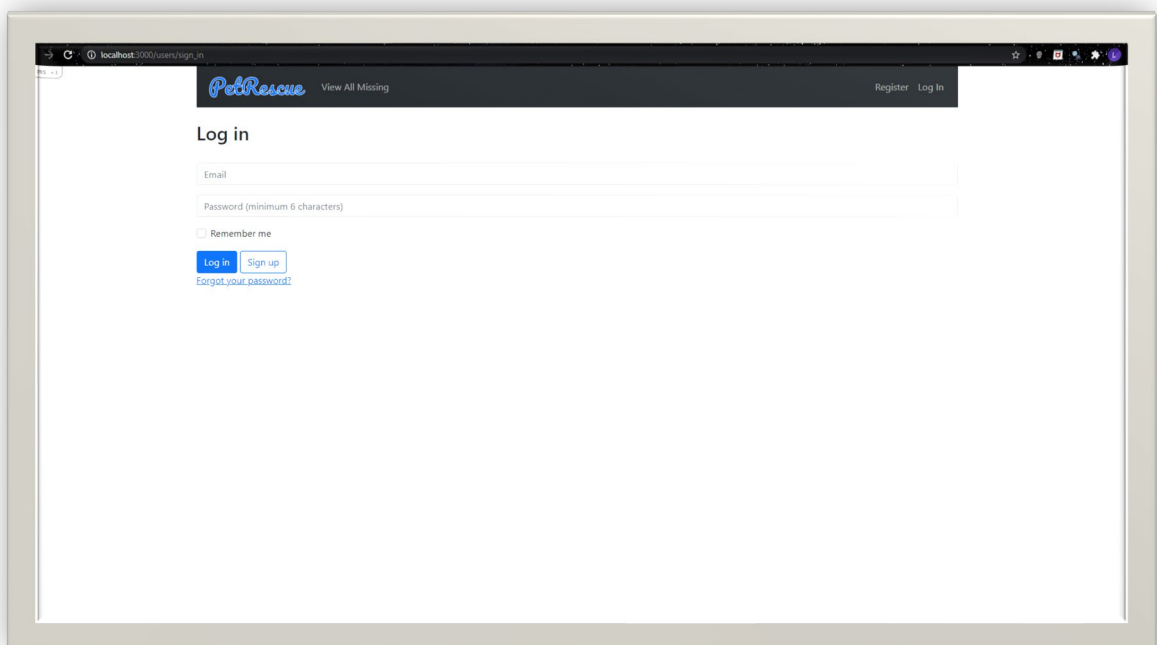 localhost:3000/users/sign_in
ms
PetRescue View All Missing Register Log In
Log in
Email
Password (minimum 6 characters)
Remember me
Log in Sign up
Forgot your password?